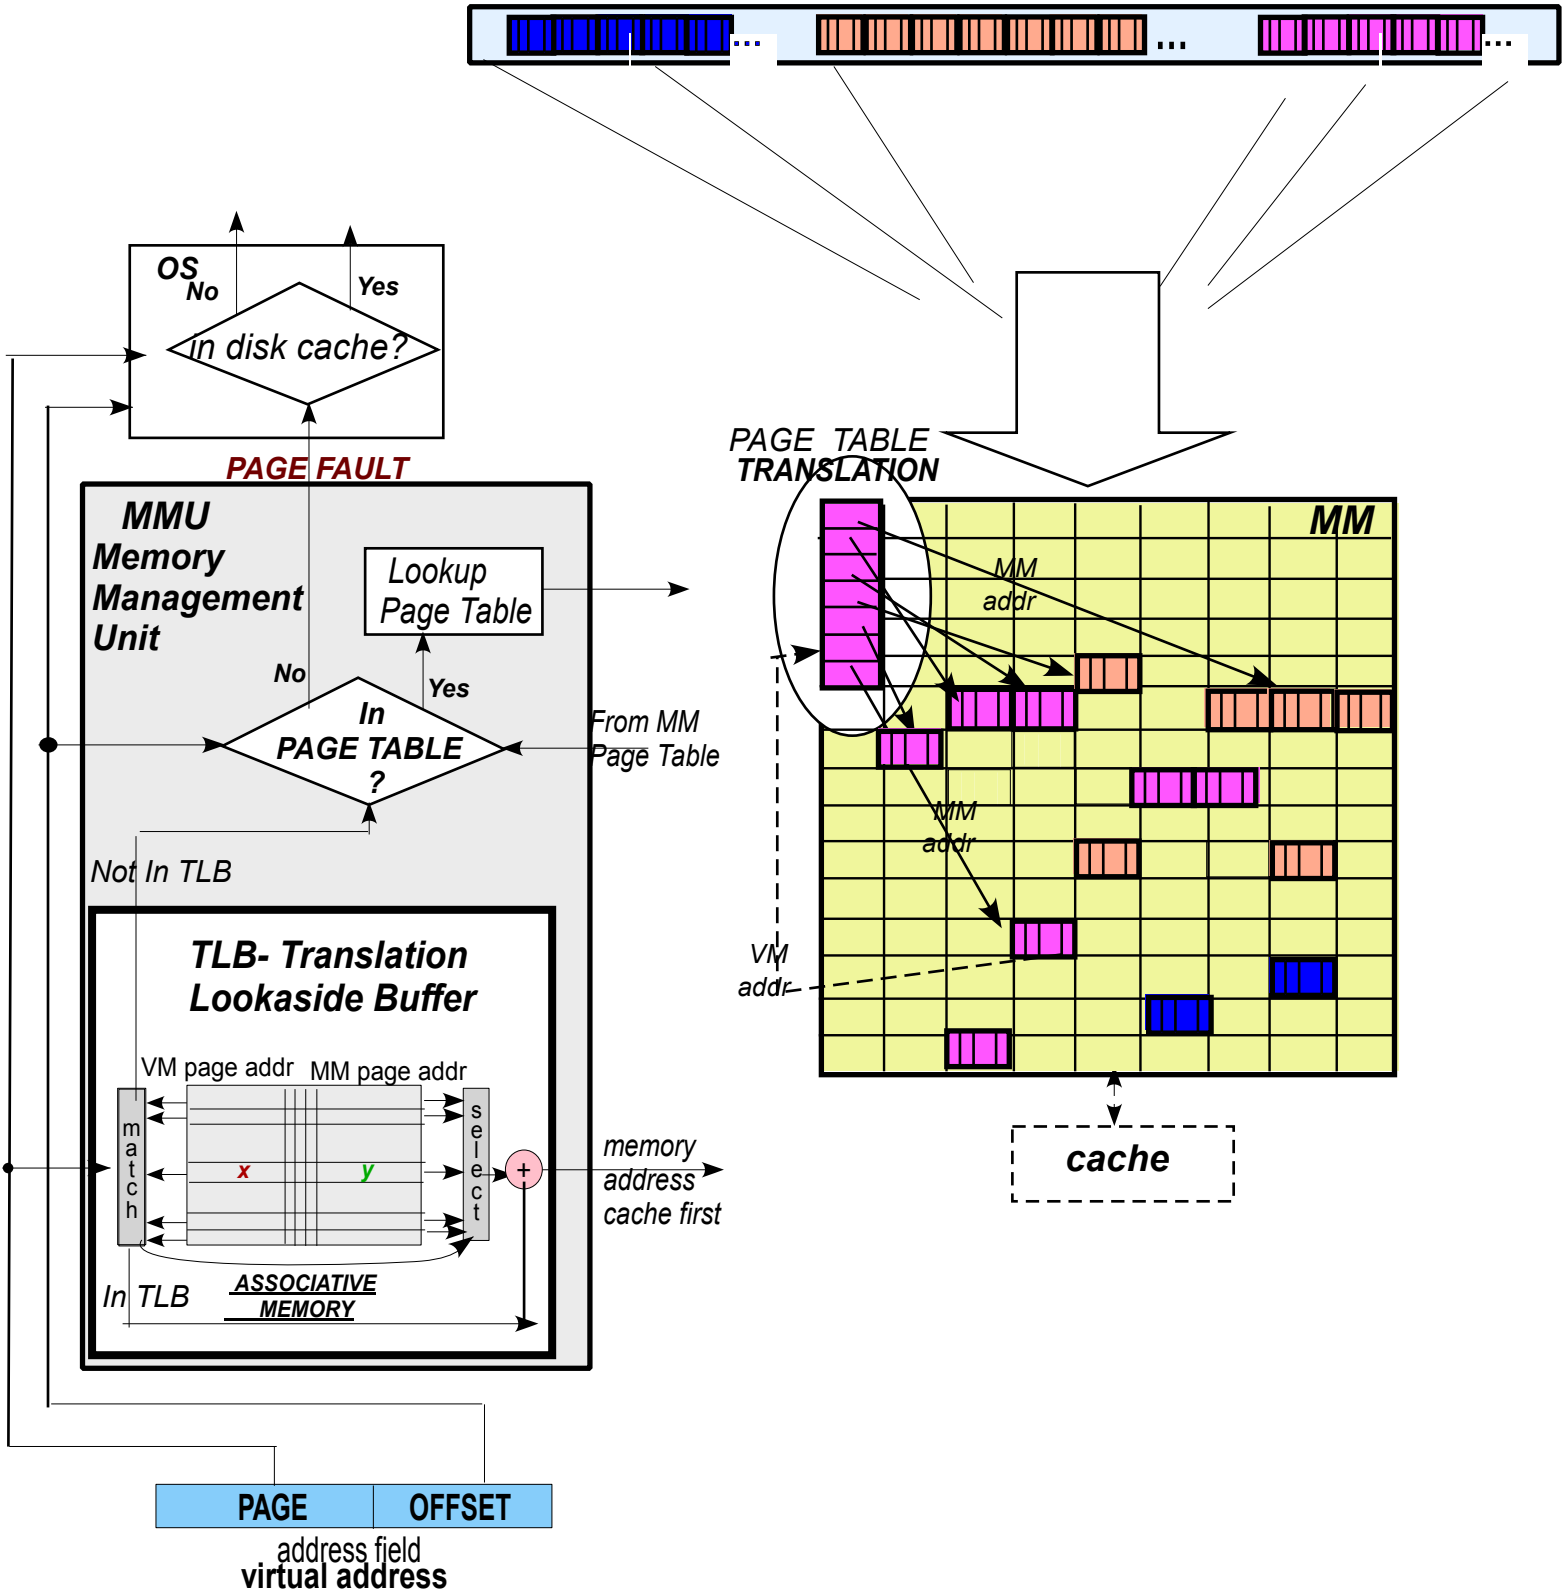 ...
...
...
OS
No
Yes
in disk cache?
PAGE FAULT
PAGE TABLE
TRANSLATION
MMU
Memory
Management
Unit
Lookup
Page Table
MM
MM
addr
No
Yes
In
PAGE TABLE
?
From MM
Page Table
MM
addr
Not In TLB
TLB- Translation
Lookaside Buffer
VM
addr
VM page addr
MM page addr
match
select
x
y
+
memory
address
cache first
cache
ASSOCIATIVE
MEMORY
In TLB
PAGE
OFFSET
address field
virtual address